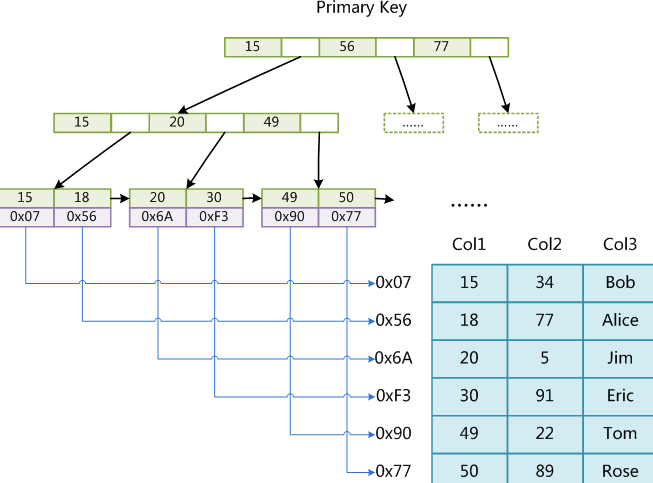 Primary Key
15 56 77
15 20 49
...... ......
15 18 20 30 49 50
0x07 0x56 0x6A 0xF3 0x90 0x77
......
Col1 Col2 Col3
0x07 15 34 Bob
0x56 18 77 Alice
0x6A 20 5 Jim
0xF3 30 91 Eric
0x90 49 22 Tom
0x77 50 89 Rose